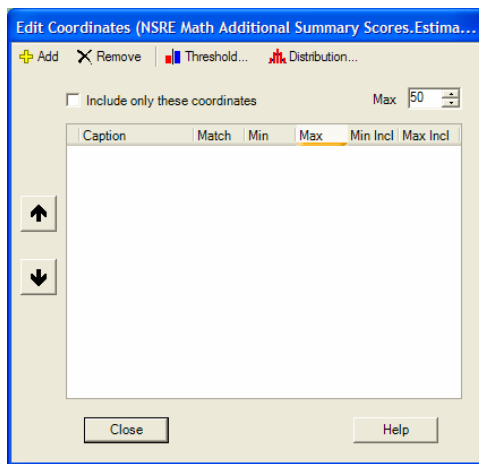 Edit Coordinates (NSRE Math Additional Summary Scores.Estima...
Add Remove Threshold... Distribution...
Include only these coordinates Max 50
Caption Match Min Max Min Incl Max Incl
Close Help